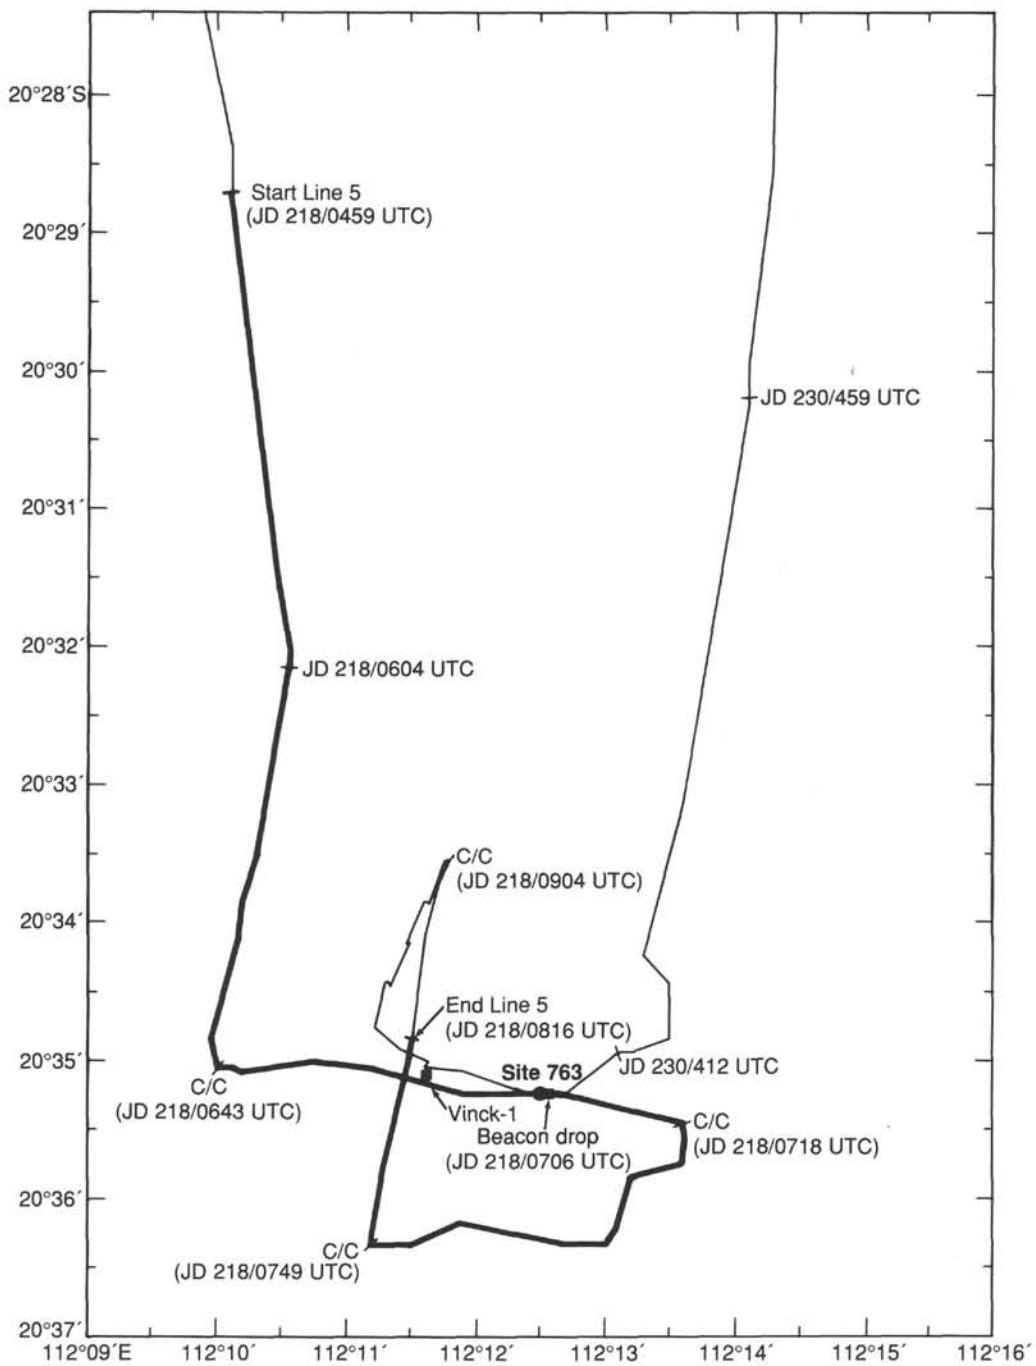 20°28′S
Start Line 5
(JD 218/0459 UTC)
20°29′
20°30′
JD 230/459 UTC
20°31′
20°32′
JD 218/0604 UTC
20°33′
C/C
(JD 218/0904 UTC)
20°34′
End Line 5
(JD 218/0816 UTC)
20°35′
Site 763
JD 230/412 UTC
C/C
(JD 218/0643 UTC)
Vinck-1
Beacon drop
(JD 218/0706 UTC)
C/C
(JD 218/0718 UTC)
20°36′
C/C
(JD 218/0749 UTC)
20°37′
112°09′E 112°10′ 112°11′ 112°12′ 112°13′ 112°14′ 112°15′ 112°16′